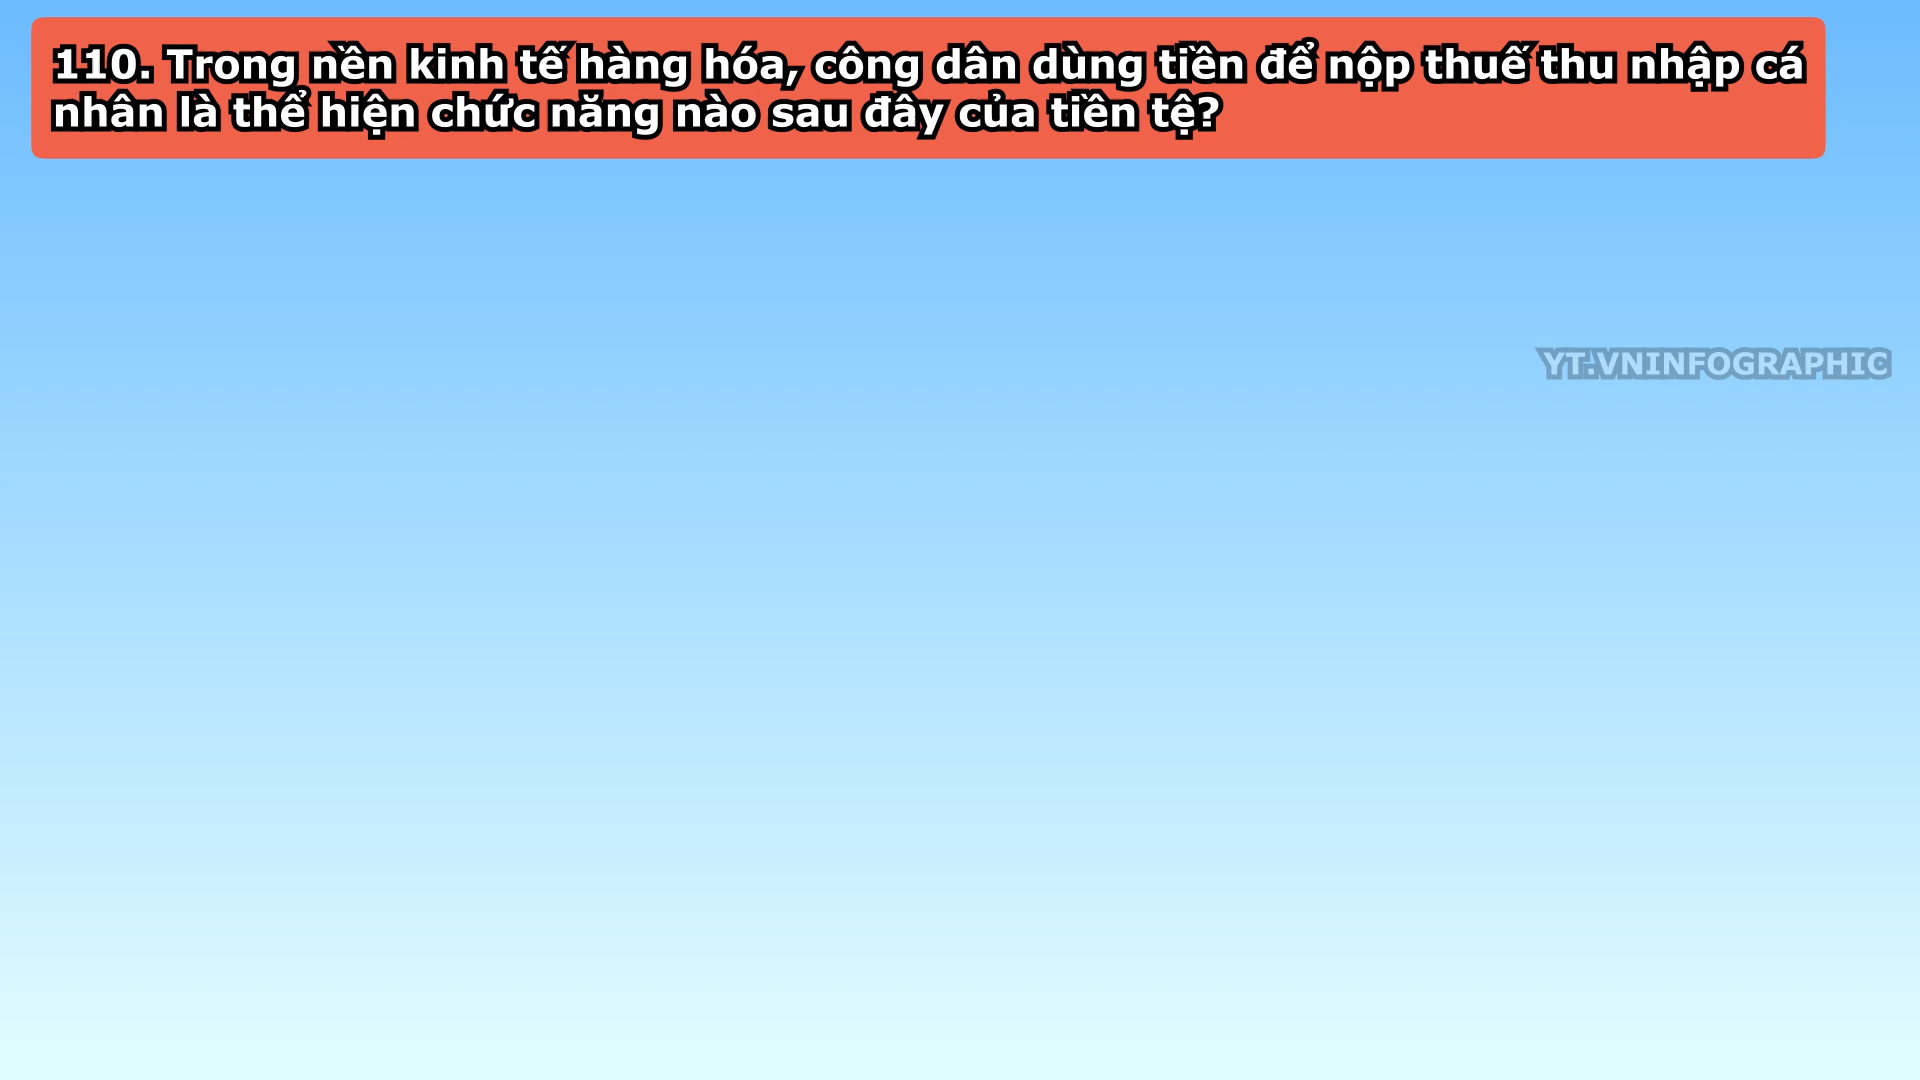 110. Trong nền kinh tế hàng hóa, công dân dùng tiền để nộp thuế thu nhập cá
nhân là thể hiện chức năng nào sau đây của tiền tệ?
YT.VNINFOGRAPHIC